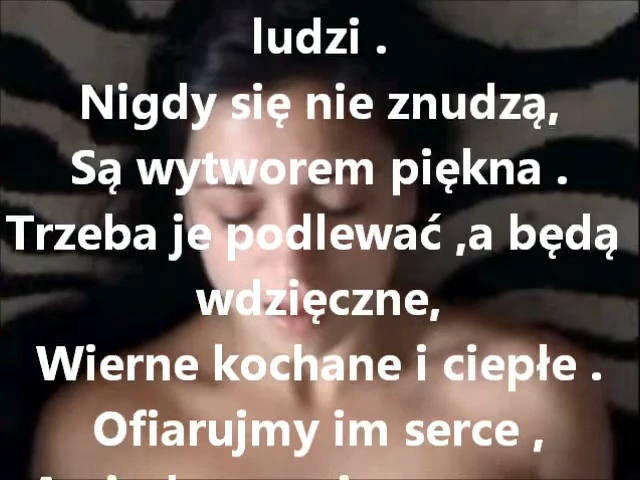 ludzi .
Nigdy się nie znudzą,
Są wytworem piękna .
Trzeba je podlewać ,a będą
wdzięczne,
Wierne kochane i ciepłe .
Ofiarujmy im serce ,